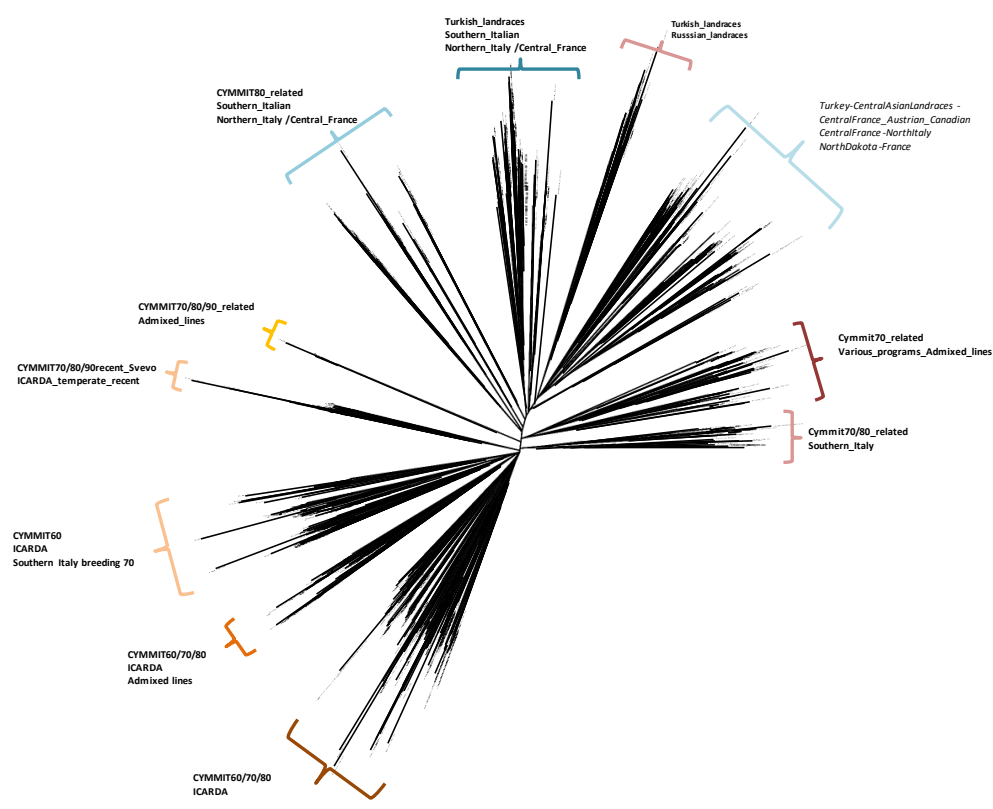 Turkish_landraces
Southern_Italian
Northern_Italy /Central_France
Turkish_landraces
Russsian_landraces
CYMMIT80_related
Southern_Italian
Northern_Italy /Central_France
Turkey-CentralAsianLandraces -
CentralFrance_Austrian_Canadian
CentralFrance -NorthItaly
NorthDakota -France
CYMMIT70/80/90_related
Admixed_lines
Cymmit70_related
Various_programs_Admixed_lines
CYMMIT70/80/90recent_Svevo
ICARDA_temperate_recent
Cymmit70/80_related
Southern_Italy
CYMMIT60
ICARDA
Southern Italy breeding 70
CYMMIT60/70/80
ICARDA
Admixed lines
CYMMIT60/70/80
ICARDA